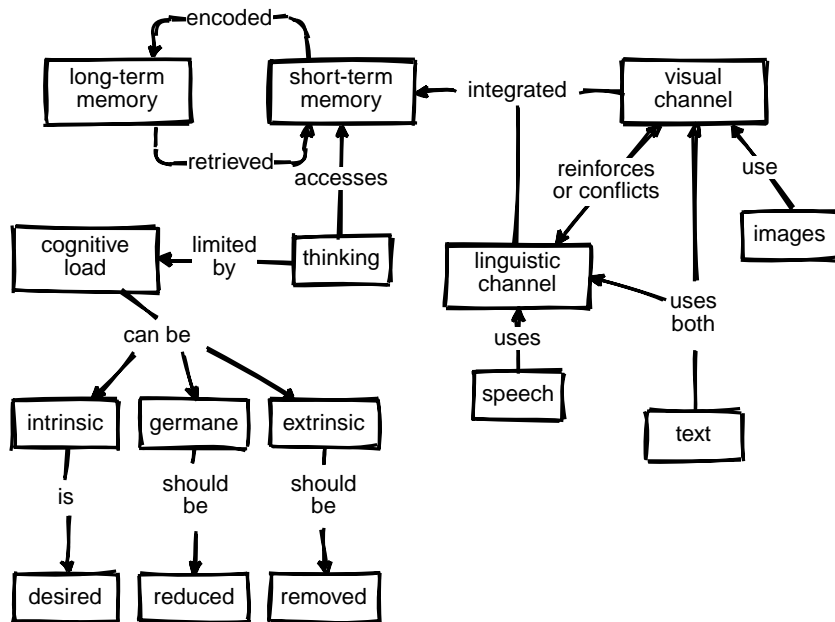 encoded
long-term
memory
short-term
memory
integrated
visual
channel
retrieved
accesses
reinforces
or conflicts
use
cognitive
load
limited
by
thinking
linguistic
channel
images
uses
both
can be
uses
speech
intrinsic
germane
extrinsic
text
is
should
be
should
be
desired
reduced
removed